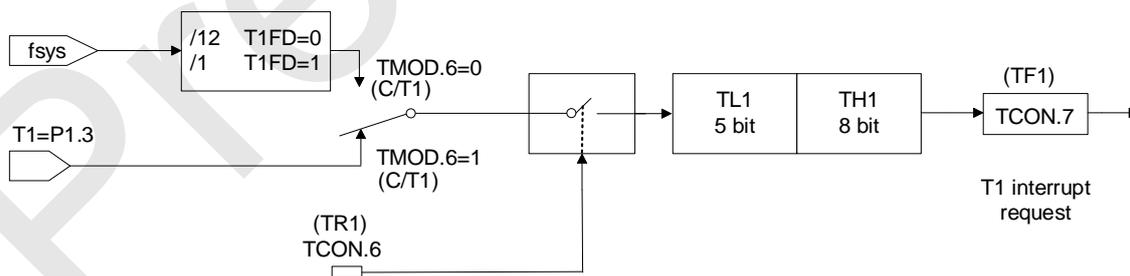 fsys
/12 T1FD=0
/1 T1FD=1
TMOD.6=0
(C/T1)
T1=P1.3
TMOD.6=1
(C/T1)
(TR1)
TCON.6
TL1
5 bit
TH1
8 bit
(TF1)
TCON.7
T1 interrupt
request